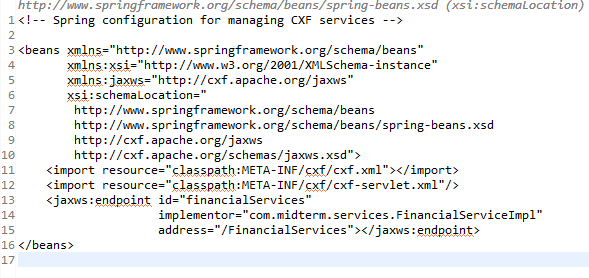 http://www.springframework.org/schema/beans/spring-beans.xsd (xsi:schemaLocation)
1 <!-- Spring configuration for managing CXF services -->
2
3 <beans xmlns="http://www.springframework.org/schema/beans"
4 xmlns:xsi="http://www.w3.org/2001/XMLSchema-instance"
5 xmlns:jaxws="http://cxf.apache.org/jaxws"
6 xsi:schemaLocation="
7 http://www.springframework.org/schema/beans
8 http://www.springframework.org/schema/beans/spring-beans.xsd
9 http://cxf.apache.org/jaxws
10 http://cxf.apache.org/schemas/jaxws.xsd">
11 <import resource="classpath:META-INF/cxf/cxf.xml"></import>
12 <import resource="classpath:META-INF/cxf/cxf-servlet.xml"/>
13 <jaxws:endpoint id="financialServices"
14 implementor="com.midterm.services.FinancialServiceImpl"
15 address="/FinancialServices"></jaxws:endpoint>
16 </beans>
17